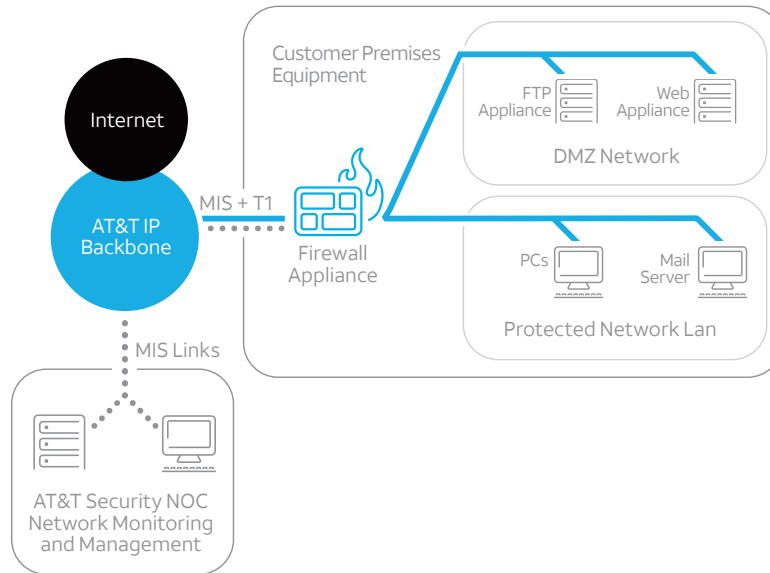 Customer Premises
Equipment
FTP
Appliance
Web
Appliance
DMZ Network
Internet
MIS + T1
AT&T IP
Backbone
Firewall
Appliance
PCs
Mail
Server
Protected Network Lan
MIS Links
AT&T Security NOC
Network Monitoring
and Management